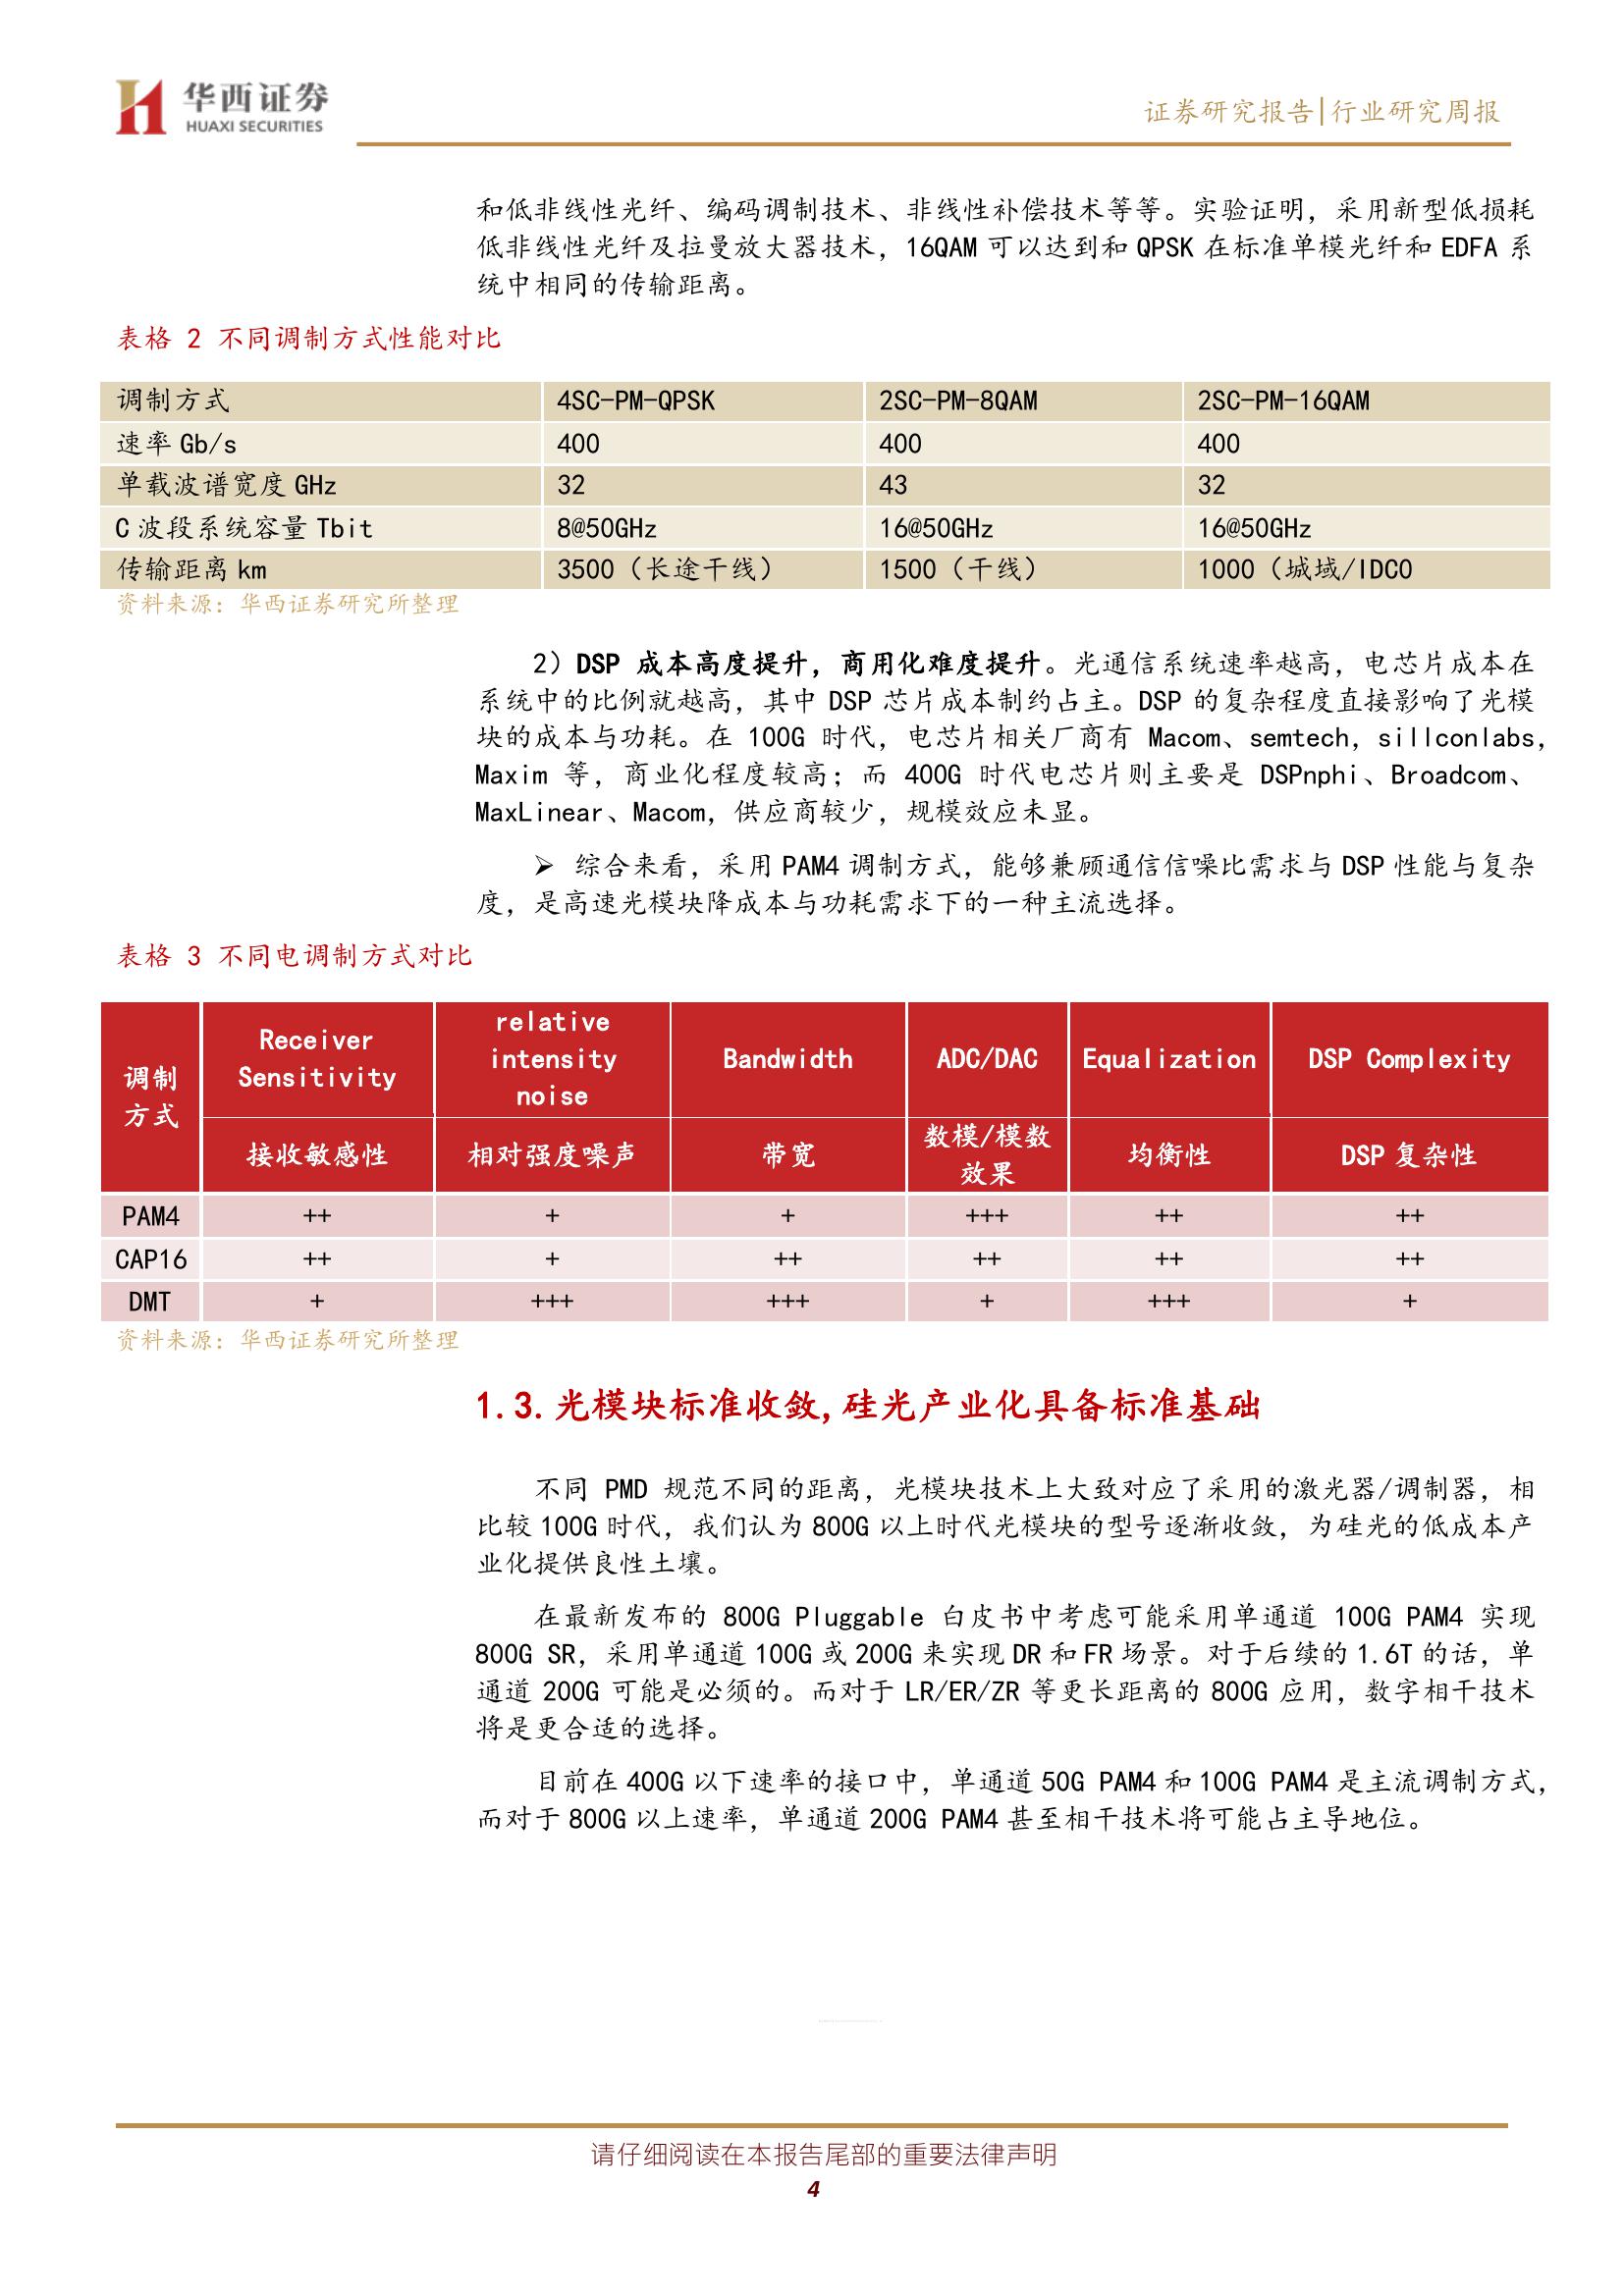 华西证券
HUAXI SECURITIES
证券研究报告|行业研究周报
和低非线性光纤、编码调制技术、非线性补偿技术等等。实验证明，采用新型低损耗
低非线性光纤及拉曼放大器技术，16QAM 可以达到和 QPSK 在标准单模光纤和 EDFA 系
统中相同的传输距离。
表格 2 不同调制方式性能对比
调制方式 4SC-PM-QPSK 2SC-PM-8QAM 2SC-PM-16QAM
速率 Gb/s 400 400 400
单载波谱宽度 GHz 32 43 32
C 波段系统容量 Tbit 8@50GHz 16@50GHz 16@50GHz
传输距离 km 3500（长途干线） 1500（干线） 1000（城域/IDC0
资料来源：华西证券研究所整理
2）DSP 成本高度提升，商用化难度提升。光通信系统速率越高，电芯片成本在
系统中的比例就越高，其中 DSP 芯片成本制约占主。DSP 的复杂程度直接影响了光模
块的成本与功耗。在 100G 时代，电芯片相关厂商有 Macom、semtech，sillconlabs，
Maxim 等，商业化程度较高；而 400G 时代电芯片则主要是 DSPnphi、Broadcom、
MaxLinear、Macom，供应商较少，规模效应未显。
➢ 综合来看，采用 PAM4 调制方式，能够兼顾通信信噪比需求与 DSP 性能与复杂
度，是高速光模块降成本与功耗需求下的一种主流选择。
表格 3 不同电调制方式对比
调制
方式
Receiver
Sensitivity
relative
intensity
noise
Bandwidth
ADC/DAC
Equalization
DSP Complexity
接收敏感性
相对强度噪声
带宽
数模/模数
效果
均衡性
DSP 复杂性
PAM4 ++ + + +++ ++ ++
CAP16 ++ + ++ ++ ++ ++
DMT + +++ +++ + +++ +
资料来源：华西证券研究所整理
1.3.光模块标准收敛,硅光产业化具备标准基础
不同 PMD 规范不同的距离，光模块技术上大致对应了采用的激光器/调制器，相
比较 100G 时代，我们认为 800G 以上时代光模块的型号逐渐收敛，为硅光的低成本产
业化提供良性土壤。
在最新发布的 800G Pluggable 白皮书中考虑可能采用单通道 100G PAM4 实现
800G SR，采用单通道 100G 或 200G 来实现 DR 和 FR 场景。对于后续的 1.6T 的话，单
通道 200G 可能是必须的。而对于 LR/ER/ZR 等更长距离的 800G 应用，数字相干技术
将是更合适的选择。
目前在 400G 以下速率的接口中，单通道 50G PAM4 和 100G PAM4 是主流调制方式，
而对于 800G 以上速率，单通道 200G PAM4 甚至相干技术将可能占主导地位。
请仔细阅读在本报告尾部的重要法律声明
4